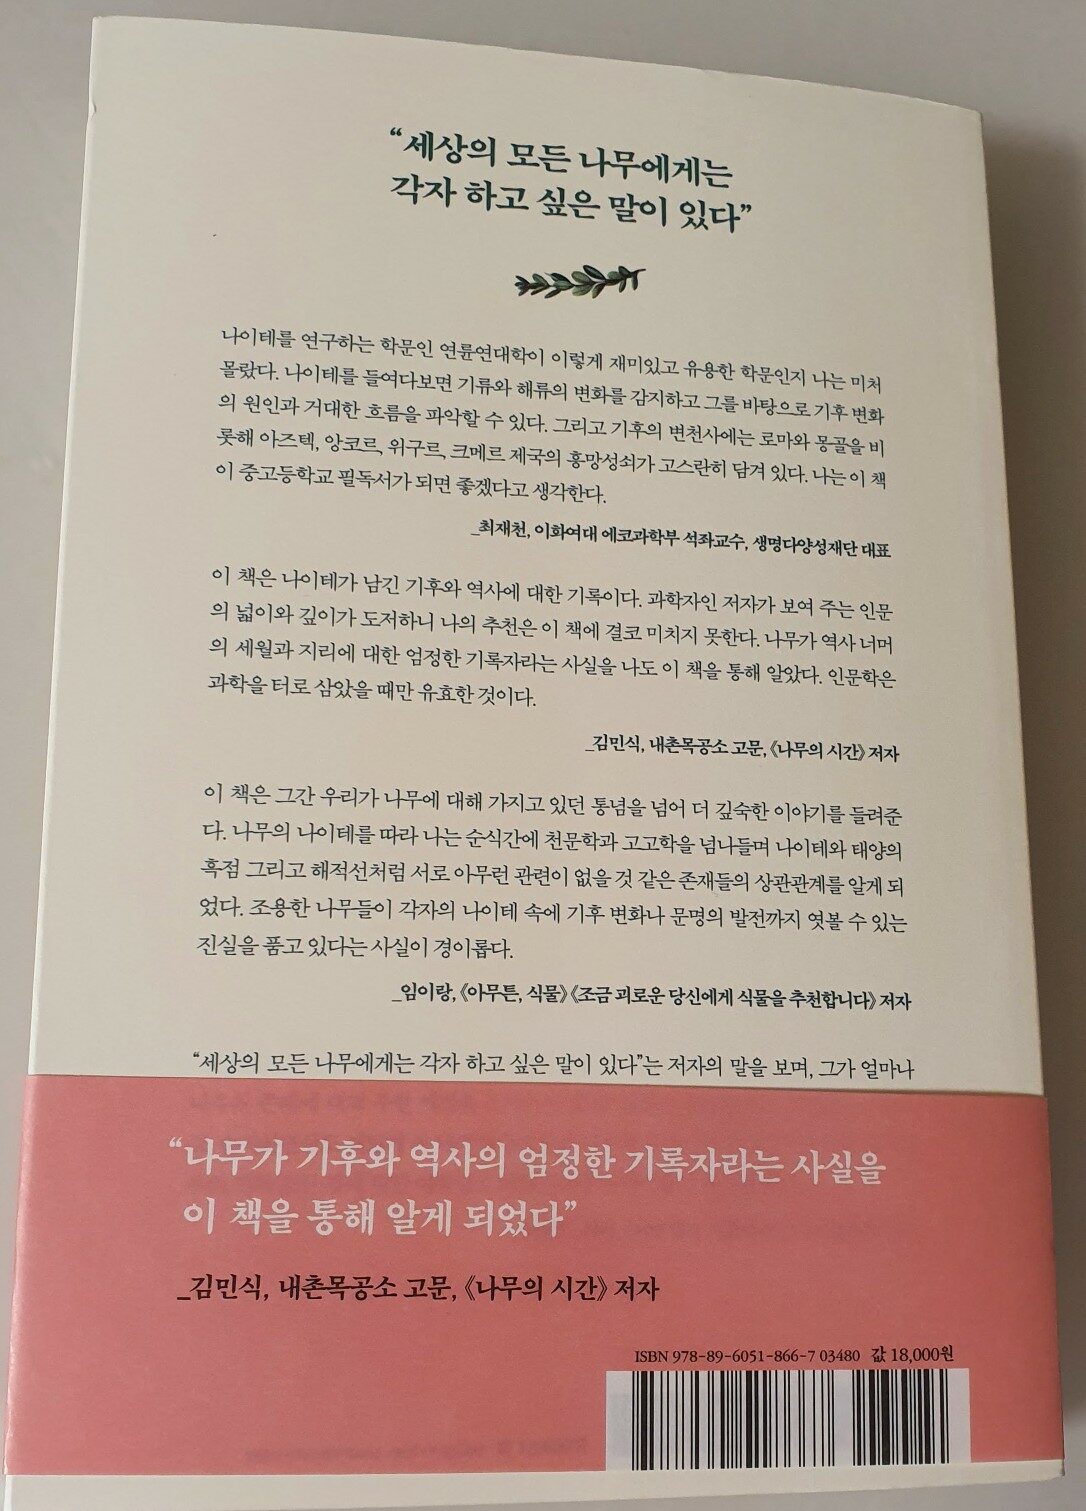 “세상의 모든 나무에게는
각자 하고 싶은 말이 있다”
나이테를 연구하는 학문인 연륜연대학이 이렇게 재미있고 유용한 학문인지 나는 미처
몰랐다. 나이테를 들여다보면 기류와 해류의 변화를 감지하고 그를 바탕으로 기후 변화
의 원인과 거대한 흐름을 파악할 수 있다. 그리고 기후의 변천사에는 로마와 몽골을 비
롯해 아즈텍, 앙코르, 위구르, 크메르 제국의 흥망성쇠가 고스란히 담겨 있다. 나는 이 책
이 중고등학교 필독서가 되면 좋겠다고 생각한다.
_최재천, 이화여대 에코과학부 석좌교수, 생명다양성재단 대표
이 책은 나이테가 남긴 기후와 역사에 대한 기록이다. 과학자인 저자가 보여 주는 인문
의 넓이와 깊이가 도저하니 나의 추천은 이 책에 결코 미치지 못한다. 나무가 역사 너머
의 세월과 지리에 대한 엄정한 기록자라는 사실을 나도 이 책을 통해 알았다. 인문학은
과학을 터로 삼았을 때만 유효한 것이다.
_김민식, 내촌목공소 고문, 《나무의 시간》 저자
이 책은 그간 우리가 나무에 대해 가지고 있던 통념을 넘어 더 깊숙한 이야기를 들려준
다. 나무의 나이테를 따라 나는 순식간에 천문학과 고고학을 넘나들며 나이테와 태양의
흑점 그리고 해적선처럼 서로 아무런 관련이 없을 것 같은 존재들의 상관관계를 알게 되
었다. 조용한 나무들이 각자의 나이테 속에 기후 변화나 문명의 발전까지 엿볼 수 있는
진실을 품고 있다는 사실이 경이롭다.
_임이랑, 《아무튼, 식물》 《조금 괴로운 당신에게 식물을 추천합니다》 저자
“세상의 모든 나무에게는 각자 하고 싶은 말이 있다”는 저자의 말을 보며, 그가 얼마나
“나무가 기후와 역사의 엄정한 기록자라는 사실을
이 책을 통해 알게 되었다”
_김민식, 내촌목공소 고문, 《나무의 시간》 저자
ISBN 978-89-6051-866-7 03480 값 18,000원